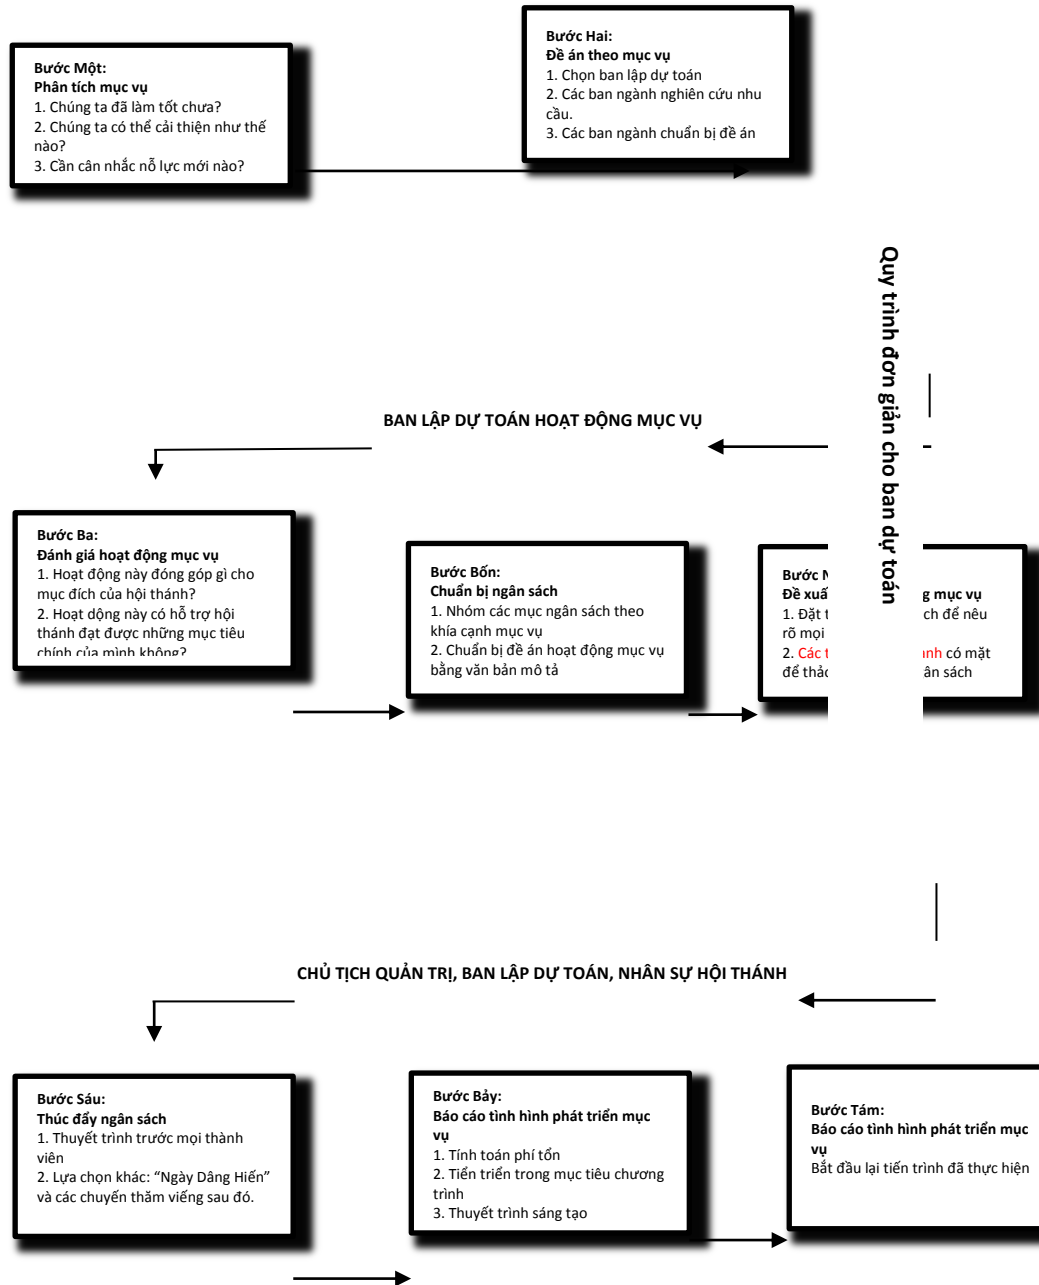 Bước Một:
Phân tích mục vụ
1. Chúng ta đã làm tốt chưa?
2. Chúng ta có thể cải thiện như thế
nào?
3. Cần cân nhắc nỗ lực mới nào?
Bước Hai:
Đề án theo mục vụ
1. Chọn ban lập dự toán
2. Các ban ngành nghiên cứu nhu
cầu.
3. Các ban ngành chuẩn bị đề án
Quy trình đơn giản cho ban dự toán
BAN LẬP DỰ TOÁN HOẠT ĐỘNG MỤC VỤ
Bước Ba:
Đánh giá hoạt động mục vụ
1. Hoạt động này đóng góp gì cho
mục đích của hội thánh?
2. Hoạt dộng này có hỗ trợ hội
thánh đạt được những mục tiêu
chính của mình không?
Bước Bốn:
Chuẩn bị ngân sách
1. Nhóm các mục ngân sách theo
khía cạnh mục vụ
2. Chuẩn bị đề án hoạt động mục vụ
bằng văn bản mô tả
Bước
Đề mục vụ
1. Đặt để nêu
rõ mọi
2. Các có mặt
để sách
CHỦ TỊCH QUẢN TRỊ, BAN LẬP DỰ TOÁN, NHÂN SỰ HỘI THÁNH
Bước Sáu:
Thúc đẩy ngân sách
1. Thuyết trình trước mọi thành
viên
2. Lựa chọn khác: “Ngày Dâng Hiến”
và các chuyến thăm viếng sau đó.
Bước Bảy:
Báo cáo tình hình phát triển mục
vụ
1. Tính toán phí tổn
2. Tiển triển trong mục tiêu chương
trình
3. Thuyết trình sáng tạo
Bước Tám:
Báo cáo tình hình phát triển mục
vụ
Bắt đầu lại tiến trình đã thực hiện